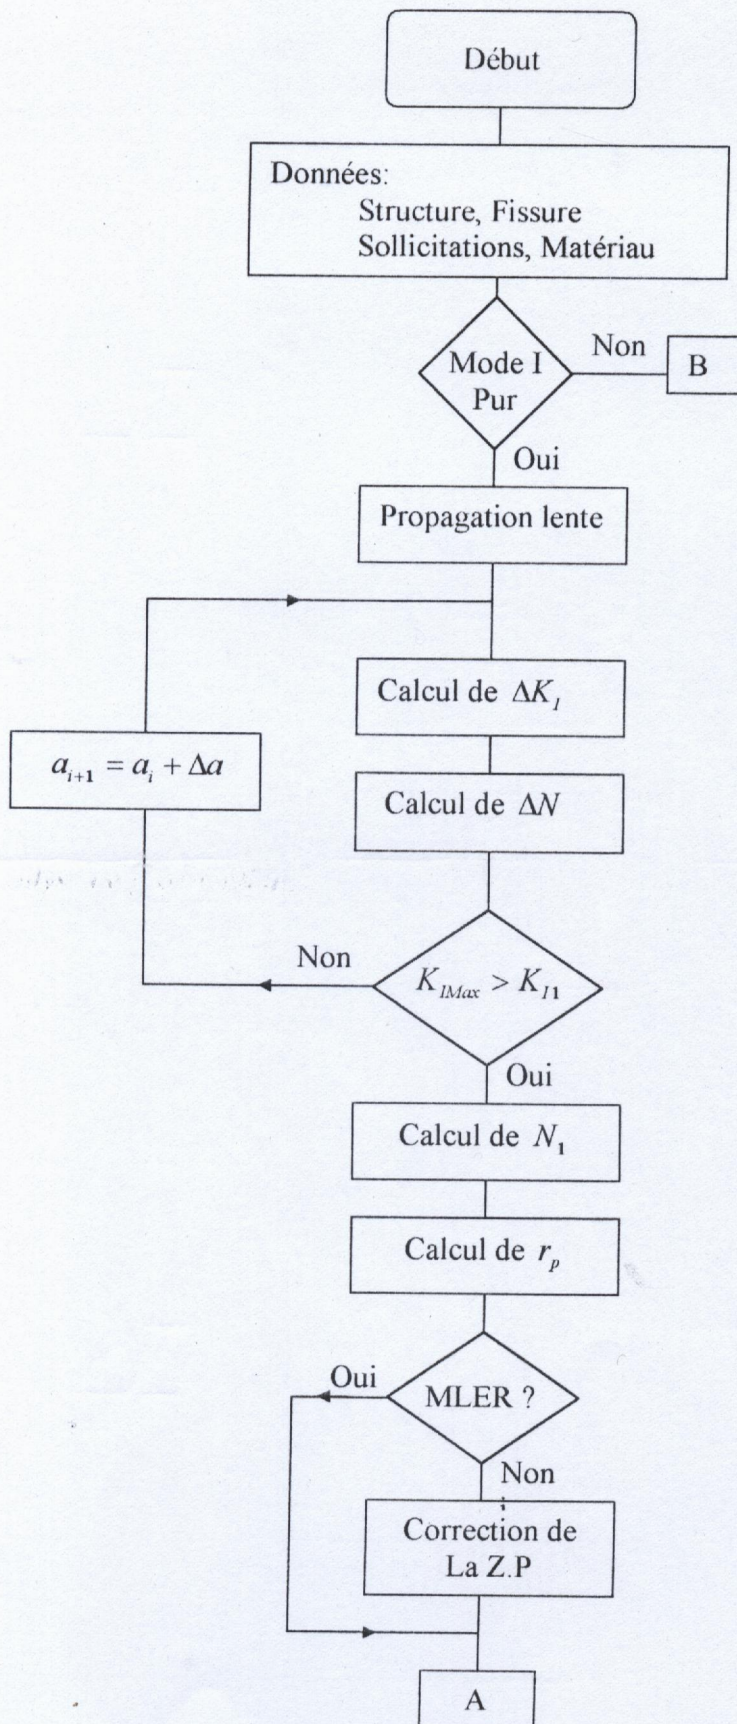 Début
Données:
Structure, Fissure
Sollicitations, Matèriau
Mode I
Pur
Non
B
Oui
Propagation lente
Calcul de ΔK_I
a_{i+1} = a_i + Δa
Calcul de ΔN
Non
K_{IMax} > K_{I1}
Oui
Calcul de N_1
Calcul de r_p
Oui
MLER ?
Non
Correction de
La Z.P
A